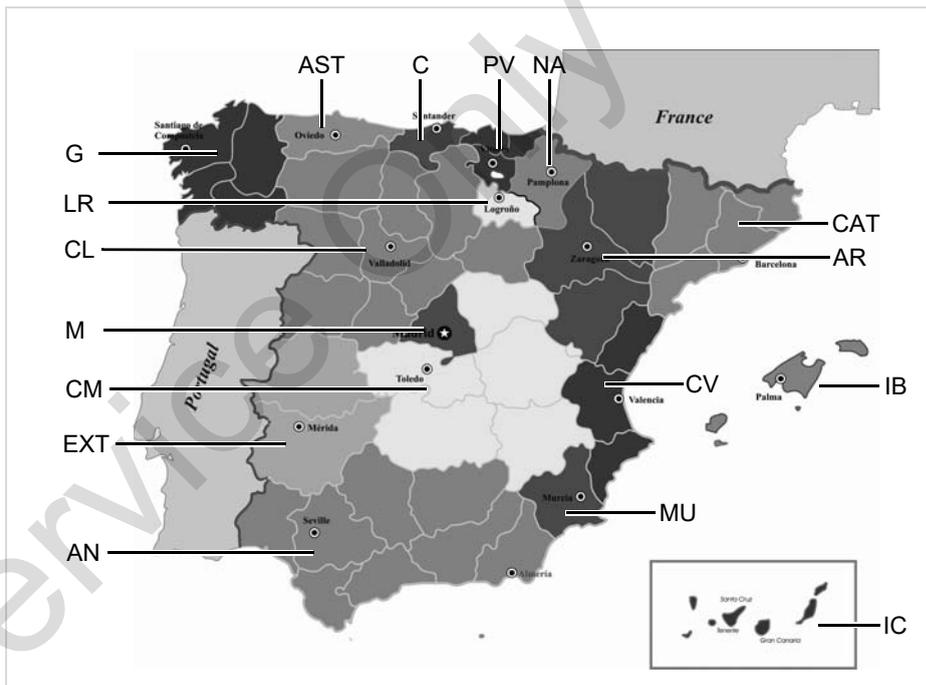 AST
C
PV
NA
Santander
Santiago de
Compostela
Oviedo
France
G
Pamplona
LR
Logroño
CAT
CL
Valladolid
Zaragoza
AR
Barcelona
M
Madrid
Portugal
Toledo
CM
CV
Palma
IB
Valencia
Mérida
EXT
Murcia
MU
Seville
AN
Almería
Santa Cruz
Tenerife
Gran Canaria
IC
Service Only